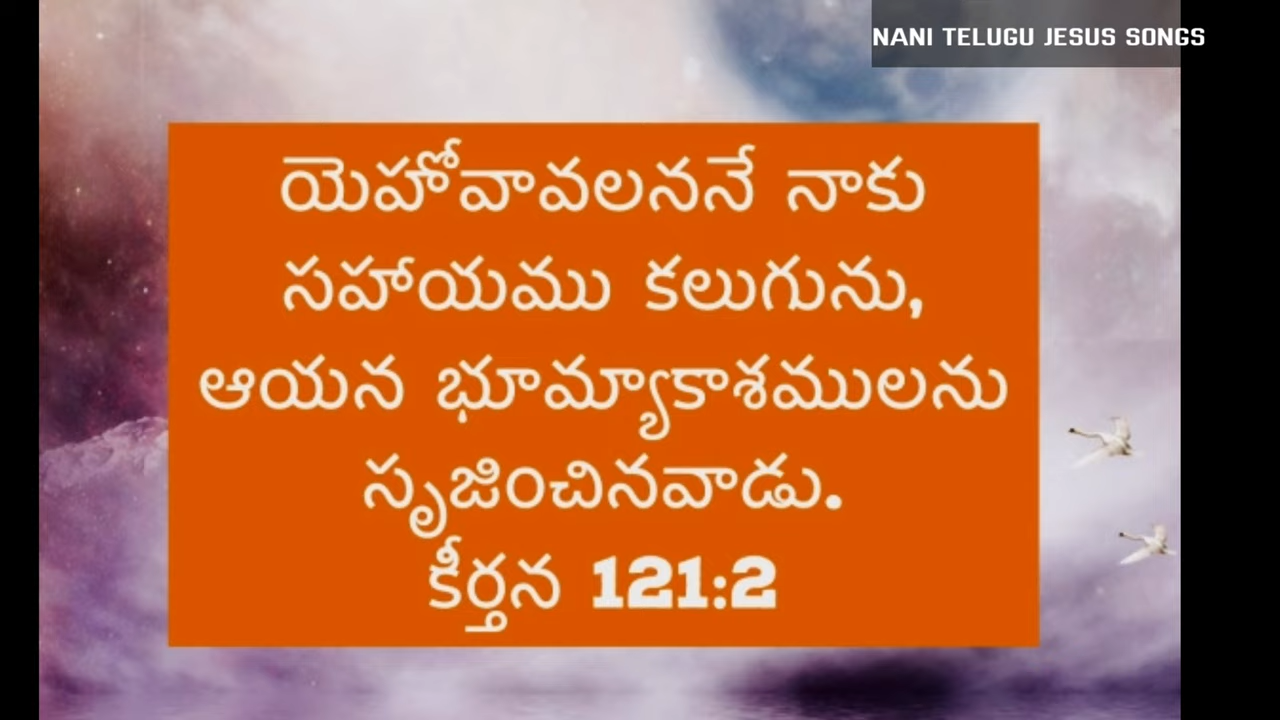 NANI TELUGU JESUS SONGS
యెహోవావలననే నాకు
సహాయము కలుగును,
ఆయన భూమ్యాకాశములను
సృజించినవాడు.
కీర్తన 121:2